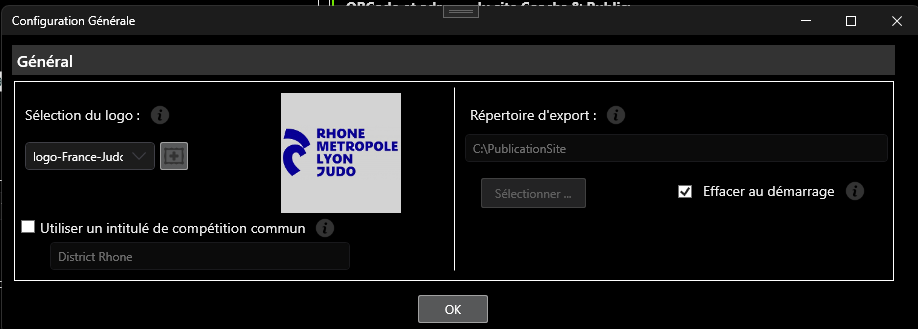 Configuration Générale
Général
Sélection du logo :
logo-France-Judo
RHONE
METROPOLE
LYON
JUDO
Utiliser un intitulé de compétition commun
District Rhone
Répertoire d'export :
C:\PublicationSite
Sélectionner ...
Effacer au démarrage
OK